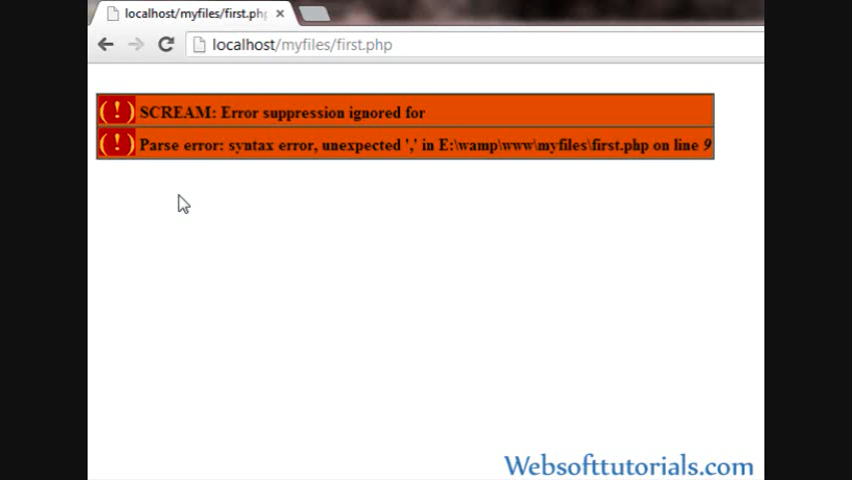 localhost/myfiles/first.php
localhost/myfiles/first.php
( ! ) SCREAM: Error suppression ignored for
( ! ) Parse error: syntax error, unexpected ',' in E:\wamp\www\myfiles\first.php on line 9
Websofttutorials.com